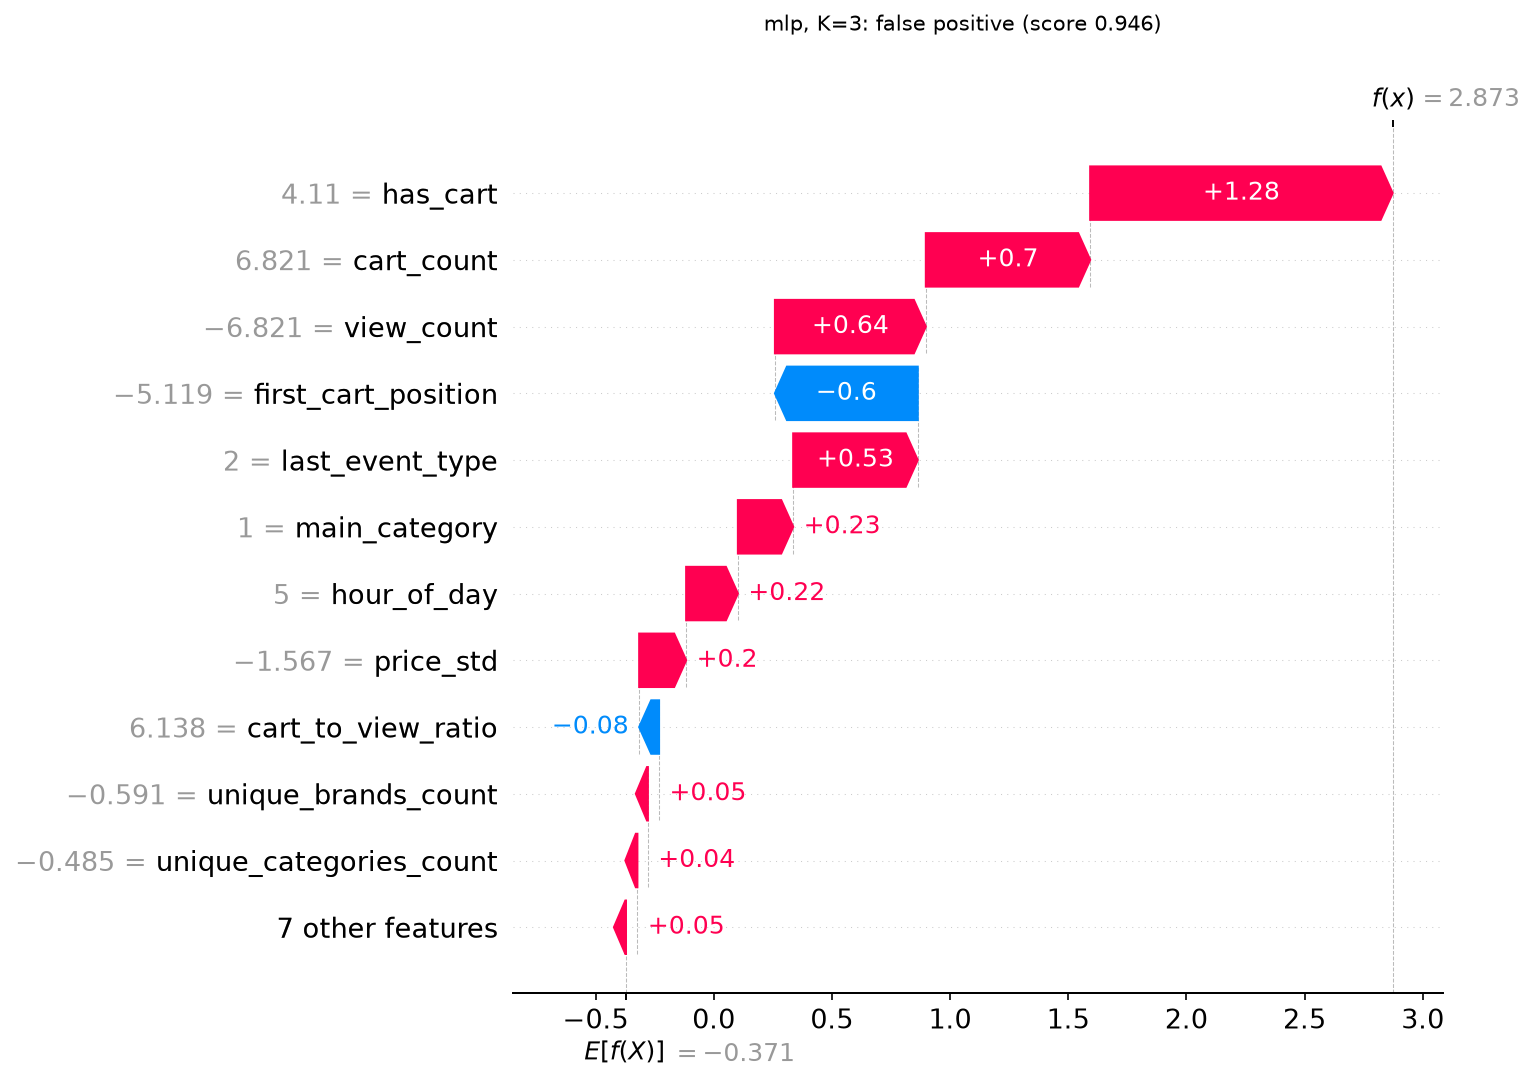 mlp, K=3: false positive (score 0.946)
f(x) = 2.873
4.11 = has_cart +1.28
6.821 = cart_count +0.7
−6.821 = view_count +0.64
−5.119 = first_cart_position −0.6
2 = last_event_type +0.53
1 = main_category +0.23
5 = hour_of_day +0.22
−1.567 = price_std +0.2
6.138 = cart_to_view_ratio −0.08
−0.591 = unique_brands_count +0.05
−0.485 = unique_categories_count +0.04
7 other features +0.05
−0.5 0.0 0.5 1.0 1.5 2.0 2.5 3.0
E[f(X)] = −0.371